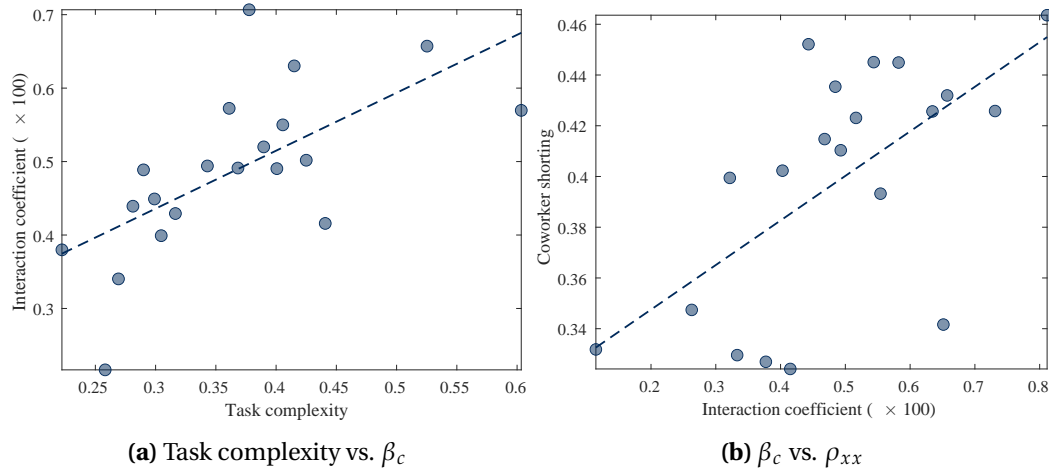 0.7
0.6
0.5
0.4
0.3
Interaction coefficient ( × 100)
0.25 0.3 0.35 0.4 0.45 0.5 0.55 0.6
Task complexity
(a) Task complexity vs. β_c
0.46
0.44
0.42
0.4
0.38
0.36
0.34
Coworker shorting
0.2 0.3 0.4 0.5 0.6 0.7 0.8
Interaction coefficient ( × 100)
(b) β_c vs. ρ_xx